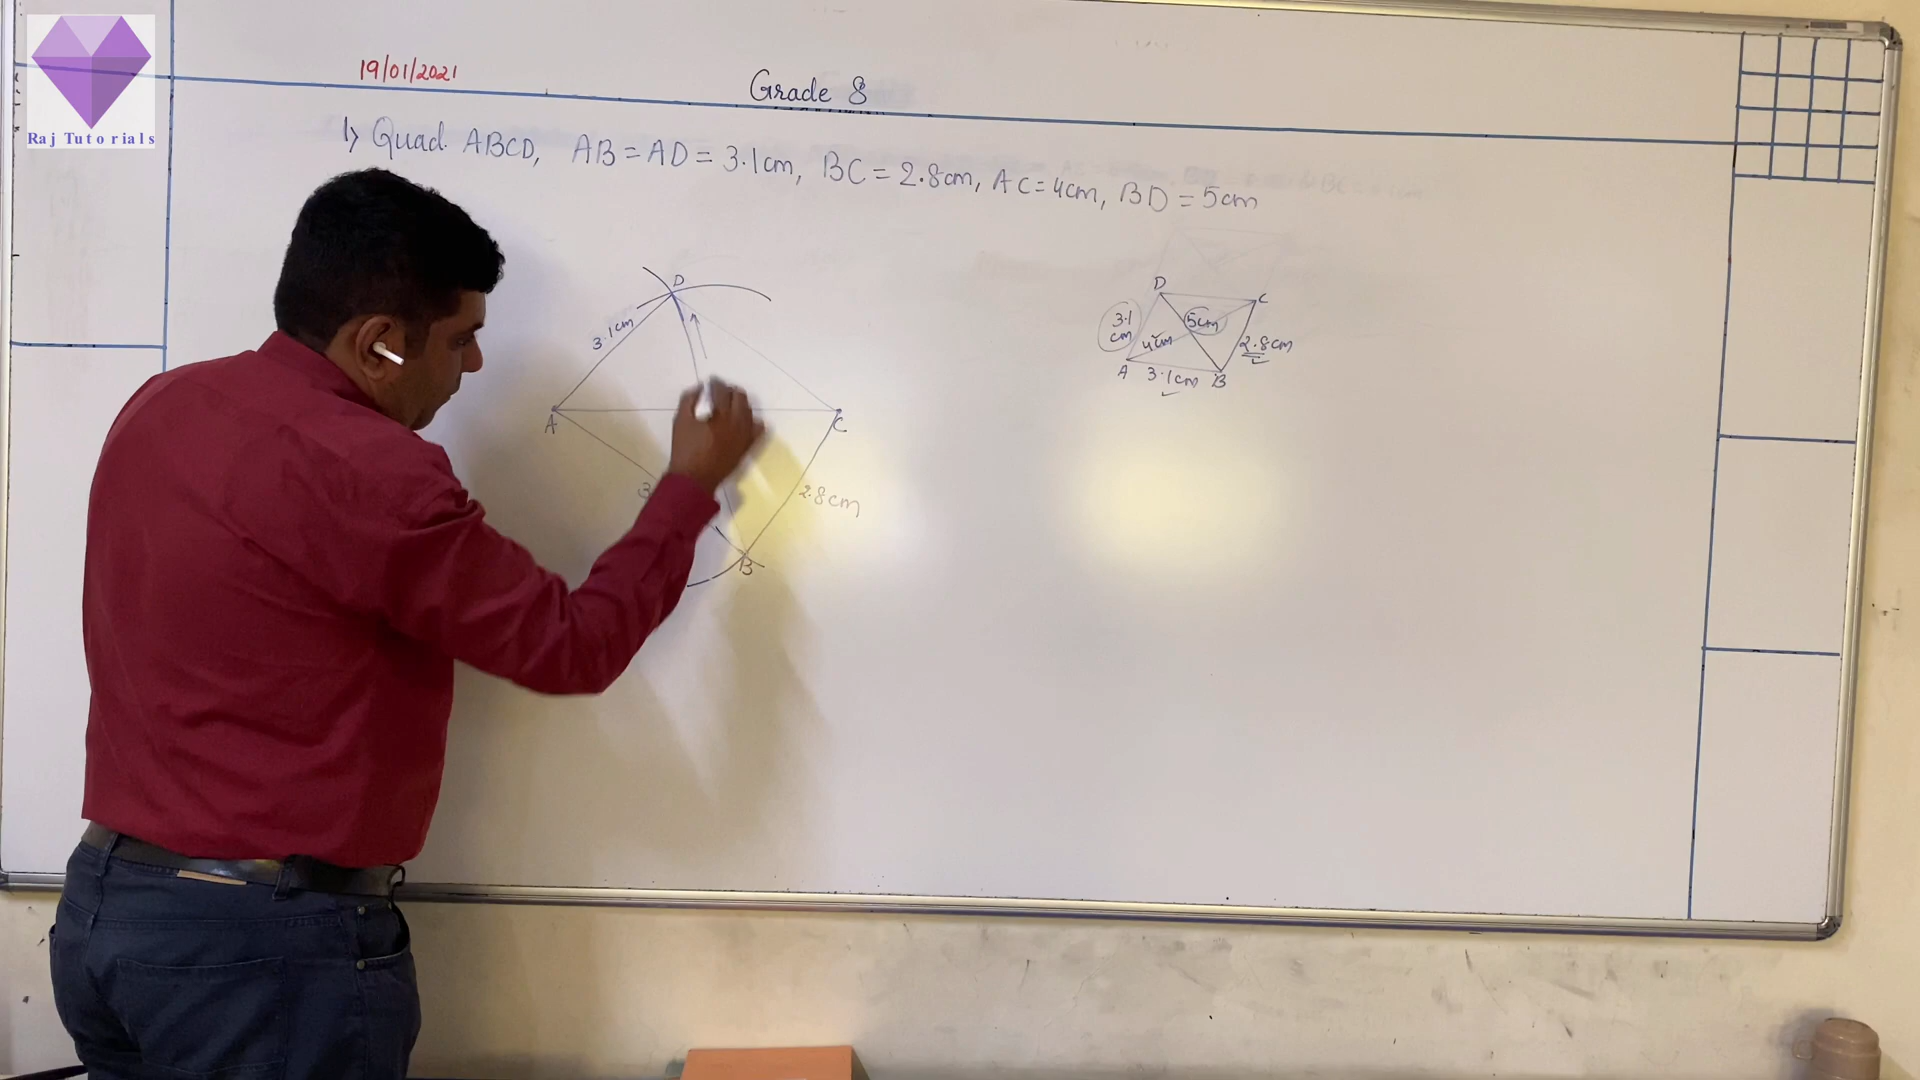 Raj Tutorials
19/01/2021
Grade 8
1) Quad. ABCD, AB = AD = 3.1cm, BC = 2.8cm, AC = 4cm, BD = 5cm
D
3.1cm
A
C
2.8cm
B
D
C
3.1
cm
5cm
4cm
2.8cm
A
3.1cm
B